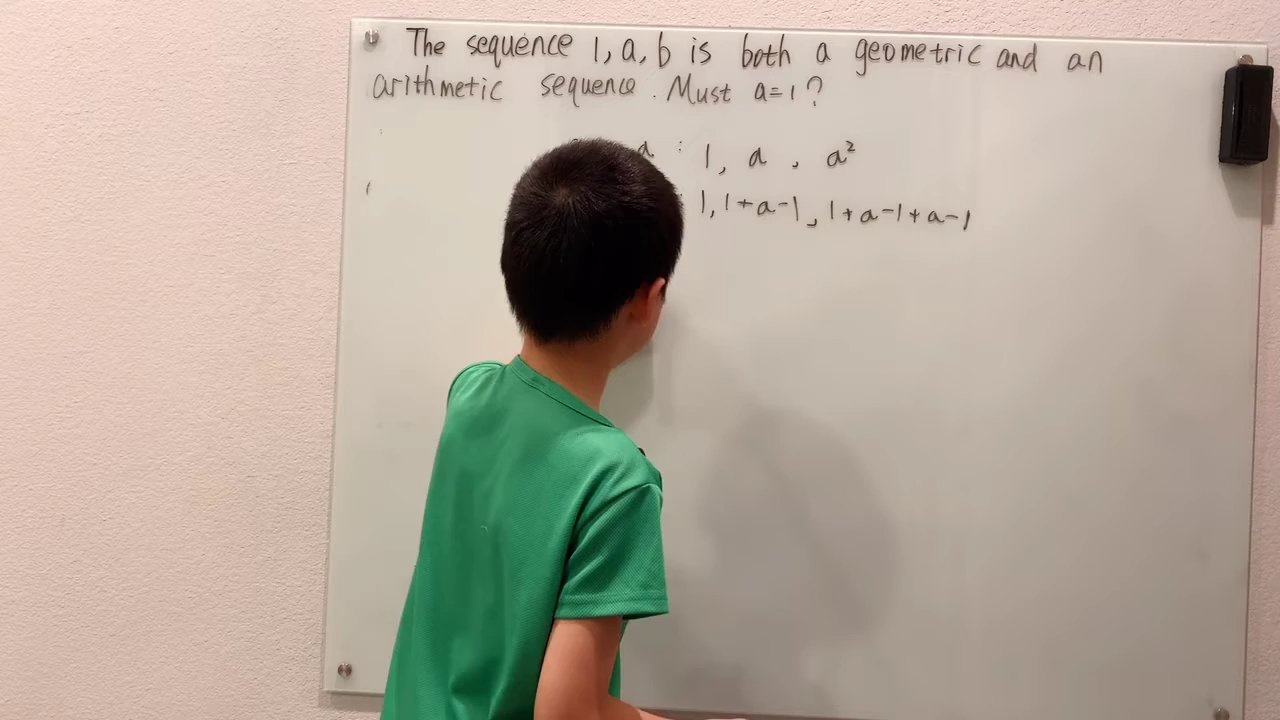 The sequence 1, a, b is both a geometric and an
arithmetic sequence. Must a=1?
a : 1, a, a²
1, 1+a-1, 1+a-1+a-1